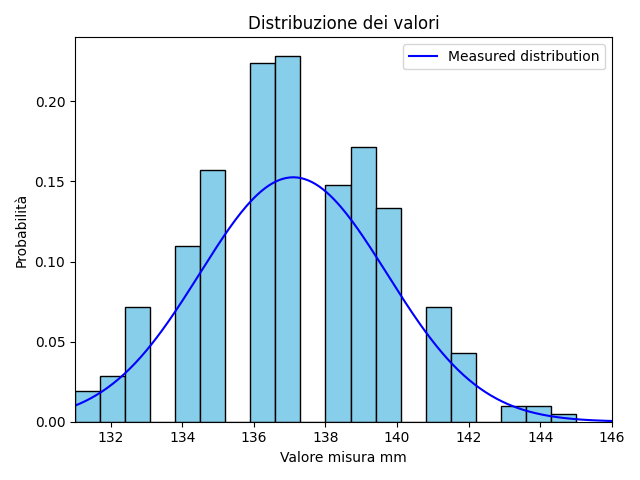 Distribuzione dei valori
Measured distribution
Probabilità
0.20
0.15
0.10
0.05
0.00
132 134 136 138 140 142 144 146
Valore misura mm